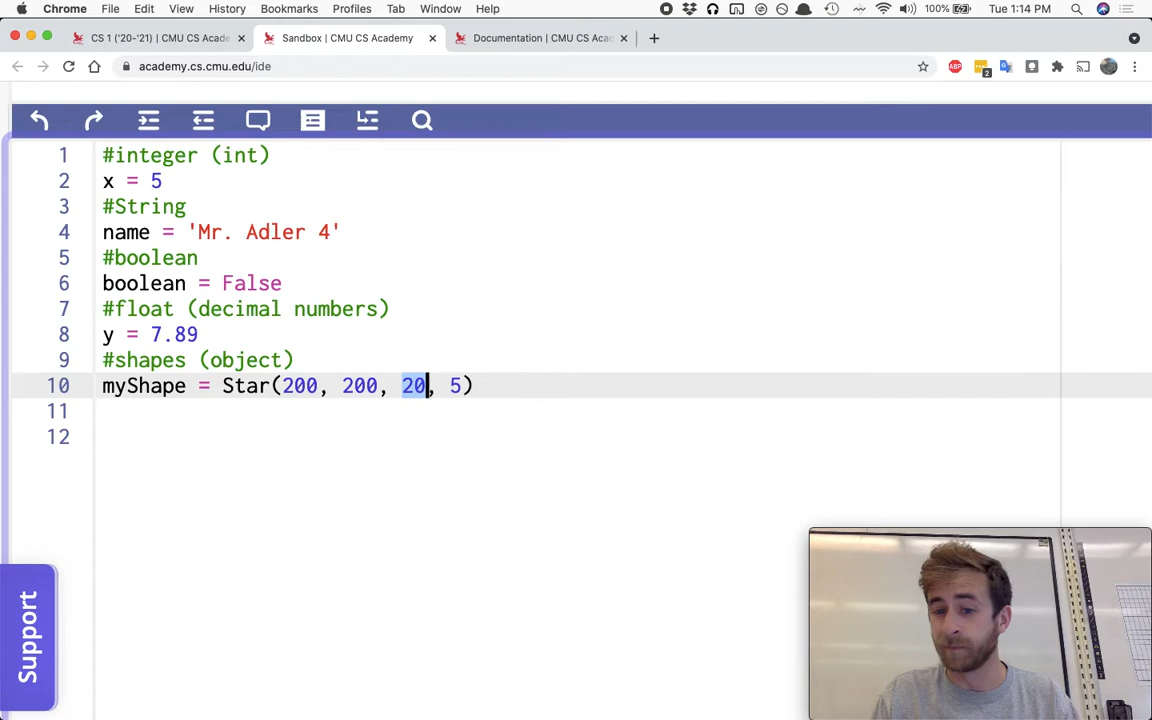 Chrome File Edit View History Bookmarks Profiles Tab Window Help 100% Tue 1:14 PM
CS 1 ('20-'21) | CMU CS Acade Sandbox | CMU CS Academy Documentation | CMU CS Acad
academy.cs.cmu.edu/ide ABP 2
1 #integer (int)
2 x = 5
3 #String
4 name = 'Mr. Adler 4'
5 #boolean
6 boolean = False
7 #float (decimal numbers)
8 y = 7.89
9 #shapes (object)
10 myShape = Star(200, 200, 20, 5)
11
12
Support